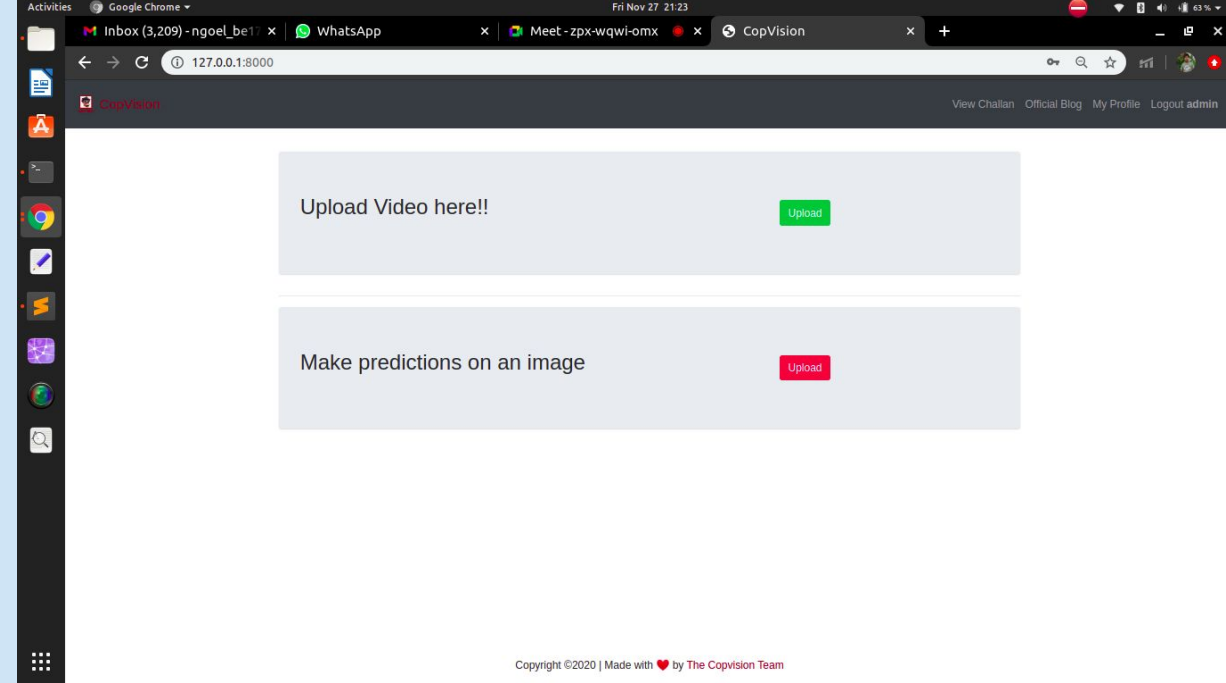 Activities Google Chrome Fri Nov 27 21:23 63 %
Inbox (3,209) - ngoel_be17 WhatsApp Meet - zpx-wqwi-omx CopVision
127.0.0.1:8000
CopVision View Challan Official Blog My Profile Logout admin
Upload Video here!! Upload
Make predictions on an image Upload
Copyright ©2020 | Made with ❤ by The Copvision Team